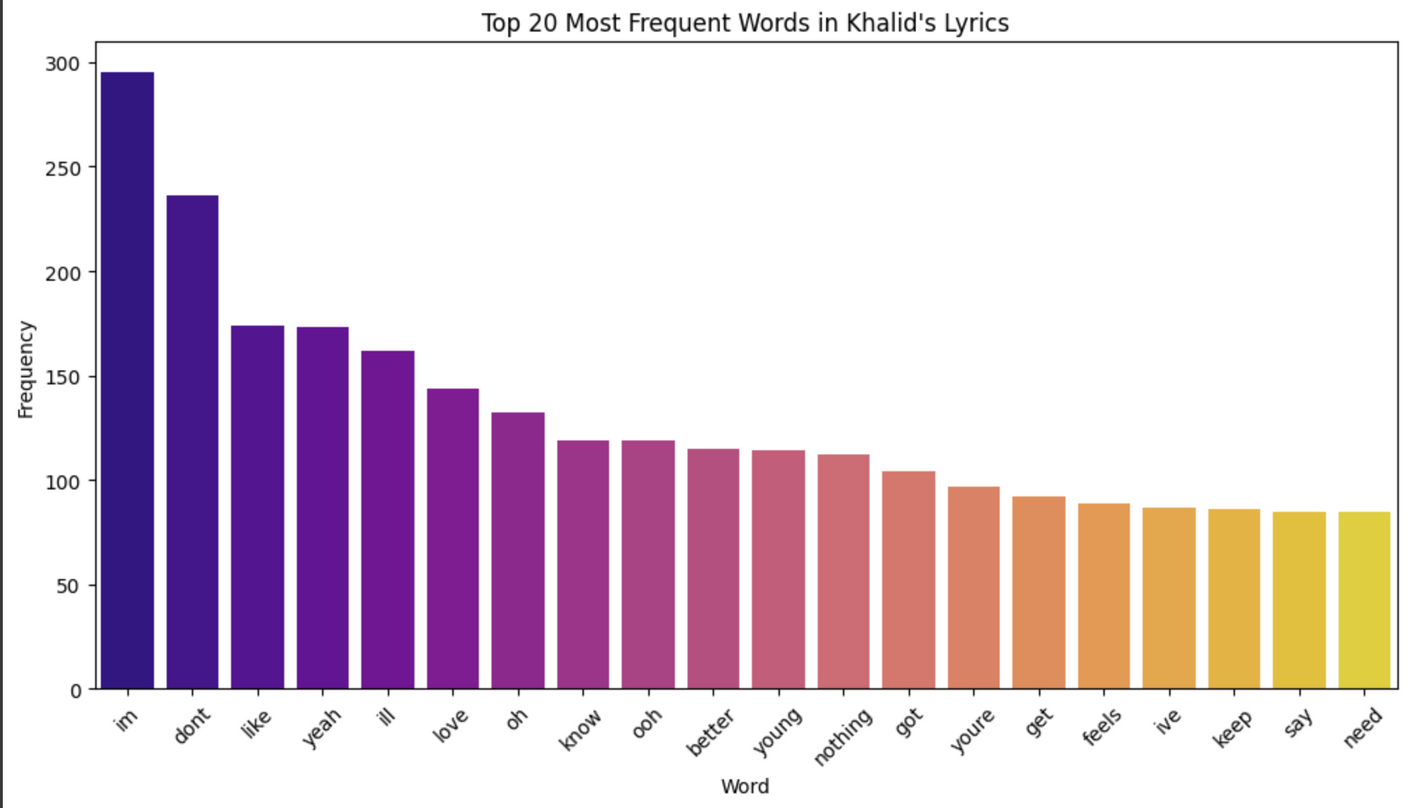 Top 20 Most Frequent Words in Khalid's Lyrics
300
250
200
150
100
50
0
Frequency
im dont like yeah ill love oh know ooh better young nothing got youre get feels ive keep say need
Word